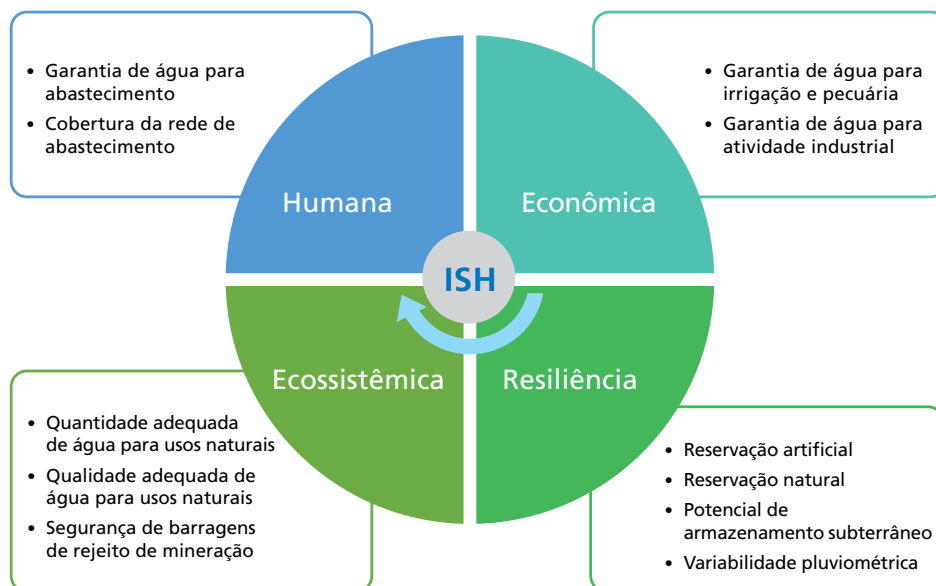 • Garantia de água para
abastecimento
• Cobertura da rede de
abastecimento
• Garantia de água para
irrigação e pecuária
• Garantia de água para
atividade industrial
Humana
Econômica
ISH
Ecossistêmica
Resiliência
• Quantidade adequada
de água para usos naturais
• Qualidade adequada de
água para usos naturais
• Segurança de barragens
de rejeito de mineração
• Reservação artificial
• Reservação natural
• Potencial de
armazenamento subterrâneo
• Variabilidade pluviométrica